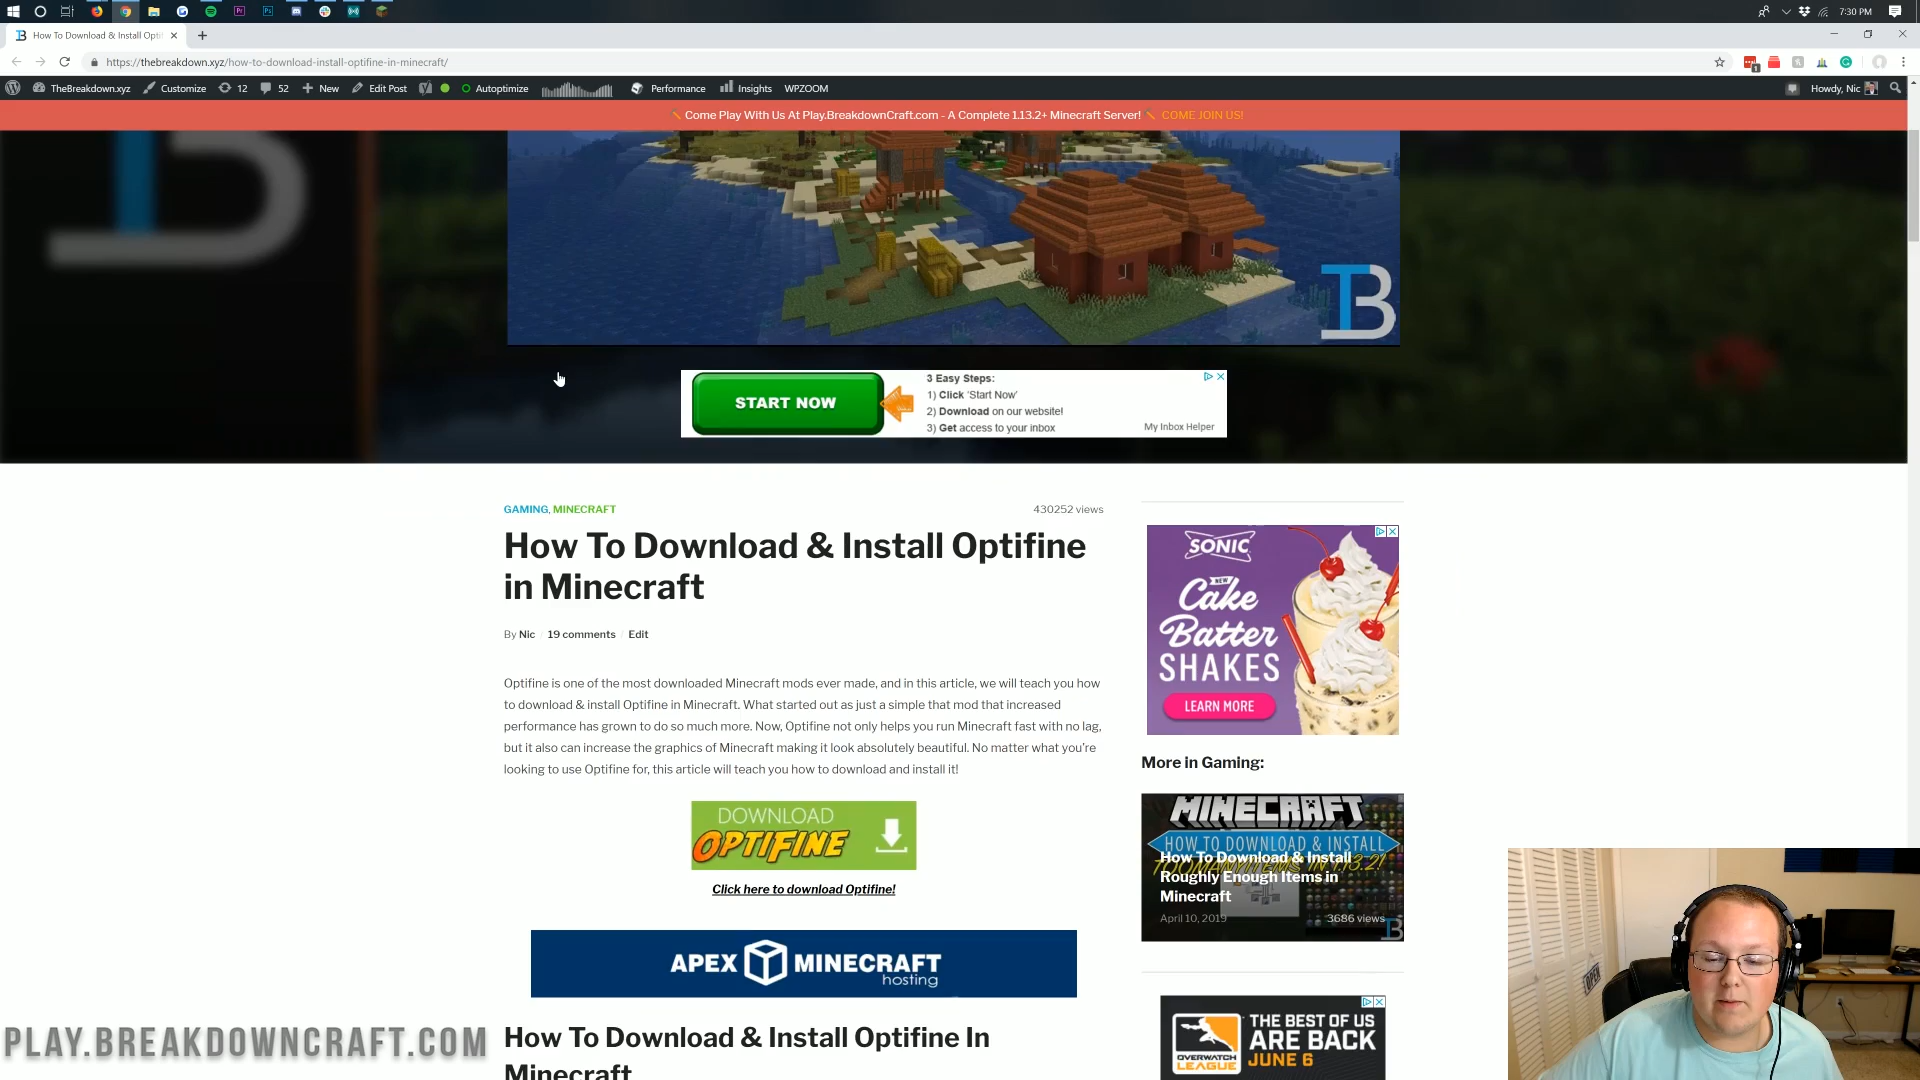 7:30 PM
How To Download & Install Optif
https://thebreakdown.xyz/how-to-download-install-optifine-in-minecraft/
TheBreakdown.xyz Customize 12 52 New Edit Post Autoptimize Performance Insights WPZOOM Howdy, Nic
Come Play With Us At Play.BreakdownCraft.com - A Complete 1.13.2+ Minecraft Server! COME JOIN US!
START NOW
3 Easy Steps:
1) Click 'Start Now'
2) Download on our website!
3) Get access to your inbox
My Inbox Helper
GAMING, MINECRAFT
430252 views
How To Download & Install Optifine
in Minecraft
By Nic / 19 comments / Edit
Optifine is one of the most downloaded Minecraft mods ever made, and in this article, we will teach you how
to download & install Optifine in Minecraft. What started out as just a simple that mod that increased
performance has grown to do so much more. Now, Optifine not only helps you run Minecraft fast with no lag,
but it also can increase the graphics of Minecraft making it look absolutely beautiful. No matter what you're
looking to use Optifine for, this article will teach you how to download and install it!
DOWNLOAD
OPTIFINE
Click here to download Optifine!
APEX MINECRAFT
hosting
How To Download & Install Optifine In
Minecraft
SONIC
NEW
Cake
Batter
SHAKES
LEARN MORE
More in Gaming:
MINECRAFT
HOW TO DOWNLOAD & INSTALL
TOOMANYITEMS IN 1.13.2!
How To Download & Install
Roughly Enough Items in
Minecraft
April 10, 2019
3686 views
OVERWATCH
LEAGUE
THE BEST OF US
ARE BACK
JUNE 6
OPEN
PLAY.BREAKDOWNCRAFT.COM